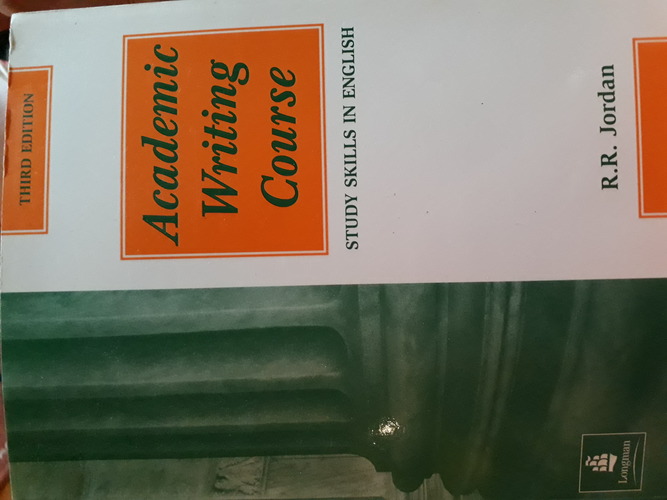 THIRD EDITION
Academic
Writing
Course
STUDY SKILLS IN ENGLISH
R.R. Jordan
Longman